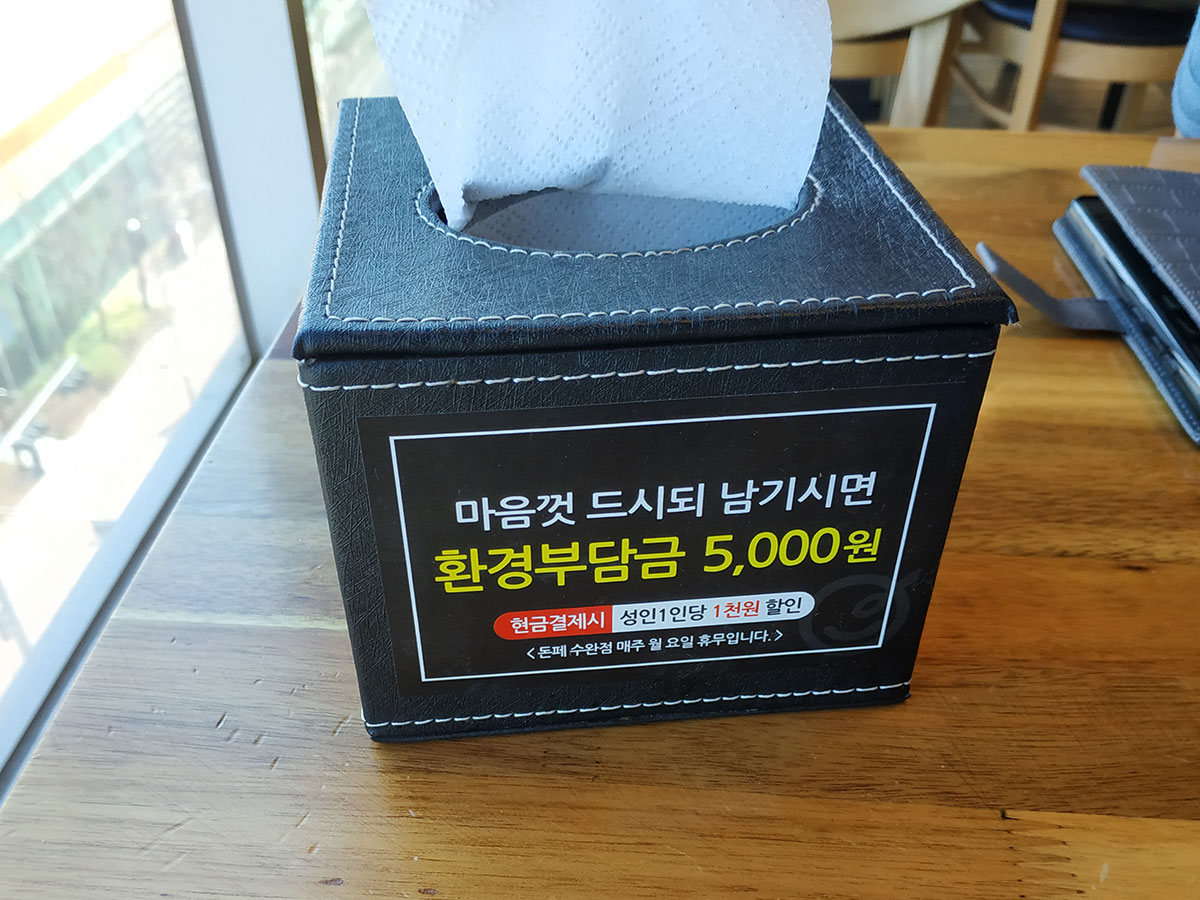 마음껏 드시되 남기시면
환경부담금 5,000원
현금결제시 성인1인당 1천원 할인
<돈페 수완점 매주 월 요일 휴무입니다.>